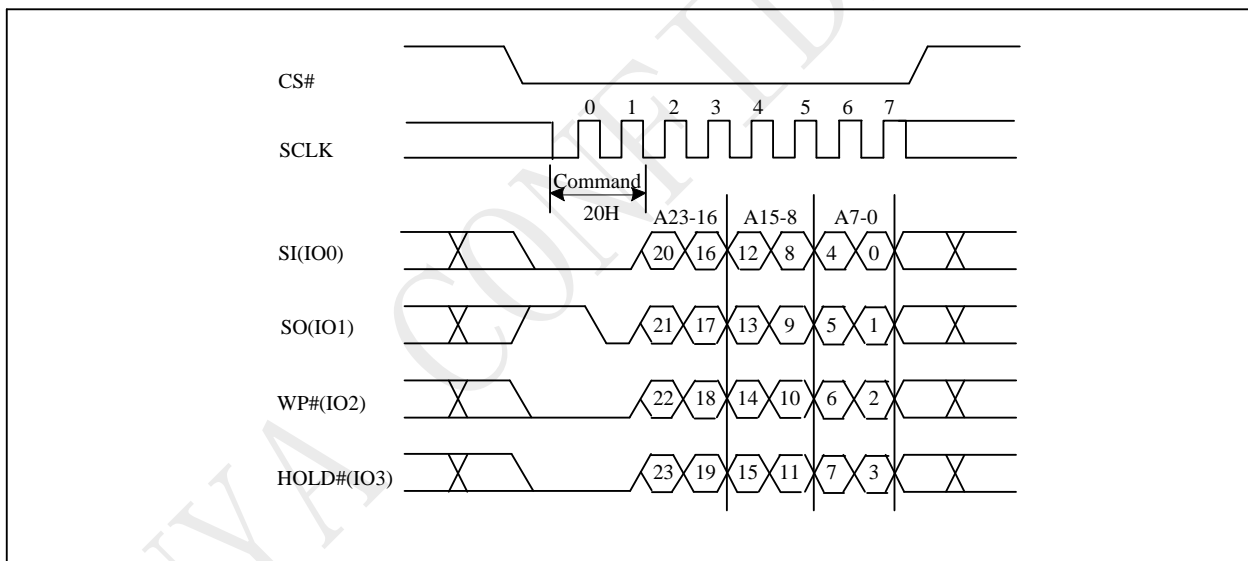 CS#
0 1 2 3 4 5 6 7
SCLK
Command
20H
A23-16 A15-8 A7-0
SI(IO0) 20 16 12 8 4 0
SO(IO1) 21 17 13 9 5 1
WP#(IO2) 22 18 14 10 6 2
HOLD#(IO3) 23 19 15 11 7 3